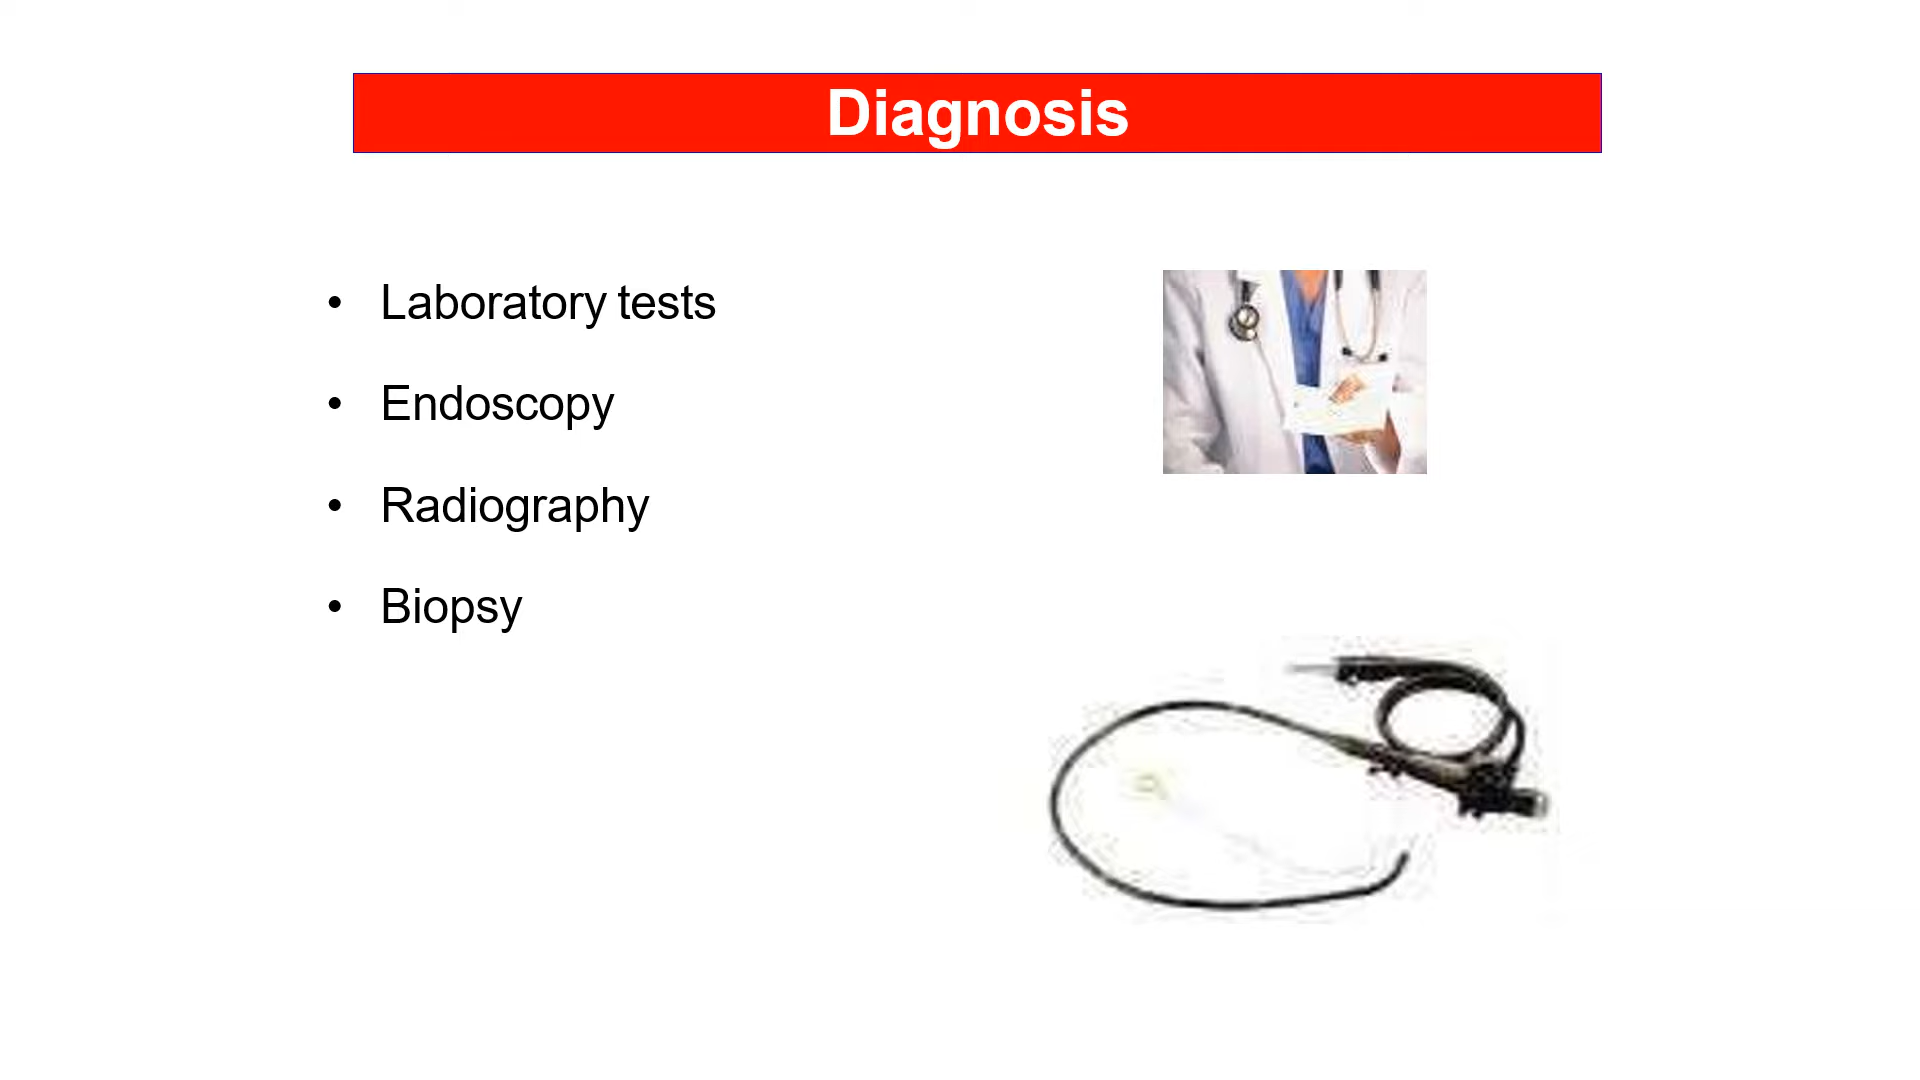 Diagnosis
• Laboratory tests
• Endoscopy
• Radiography
• Biopsy